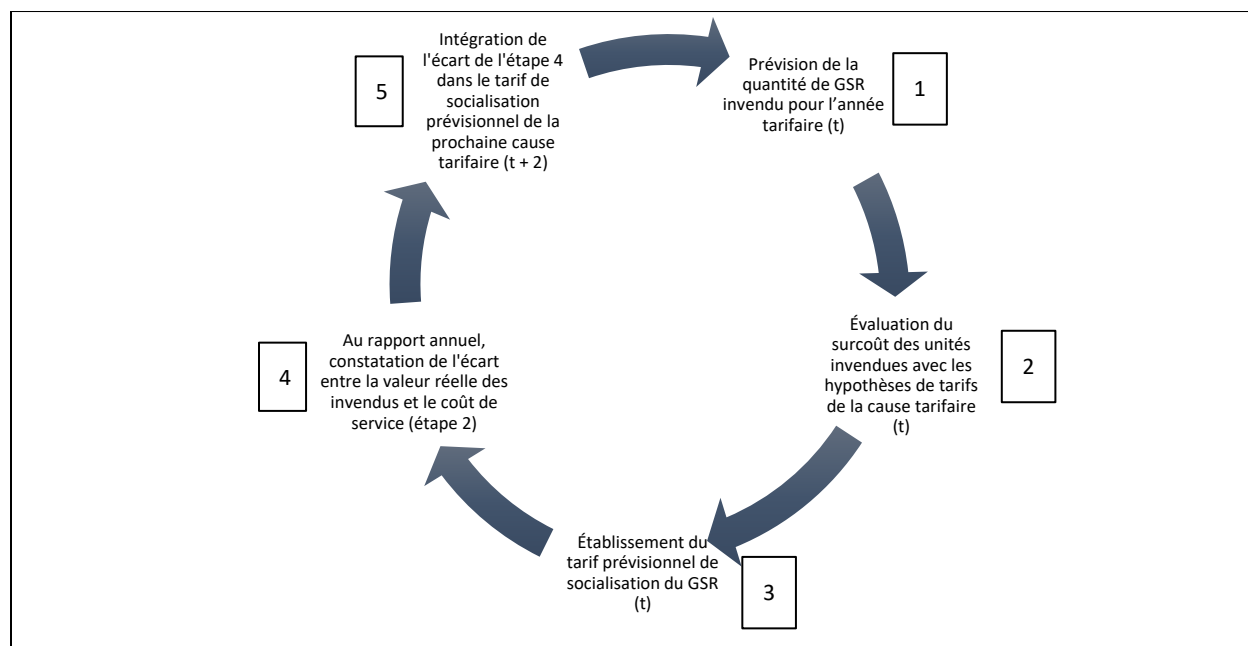 1
Prévision de la
quantité de GSR
invendu pour l’année
tarifaire (t)
2
Évaluation du
surcoût des unités
invendues avec les
hypothèses de tarifs
de la cause tarifaire
(t)
3
Établissement du
tarif prévisionnel de
socialisation du GSR
(t)
4
Au rapport annuel,
constatation de l'écart
entre la valeur réelle des
invendus et le coût de
service (étape 2)
5
Intégration de
l'écart de l'étape 4
dans le tarif de
socialisation
prévisionnel de la
prochaine cause
tarifaire (t + 2)